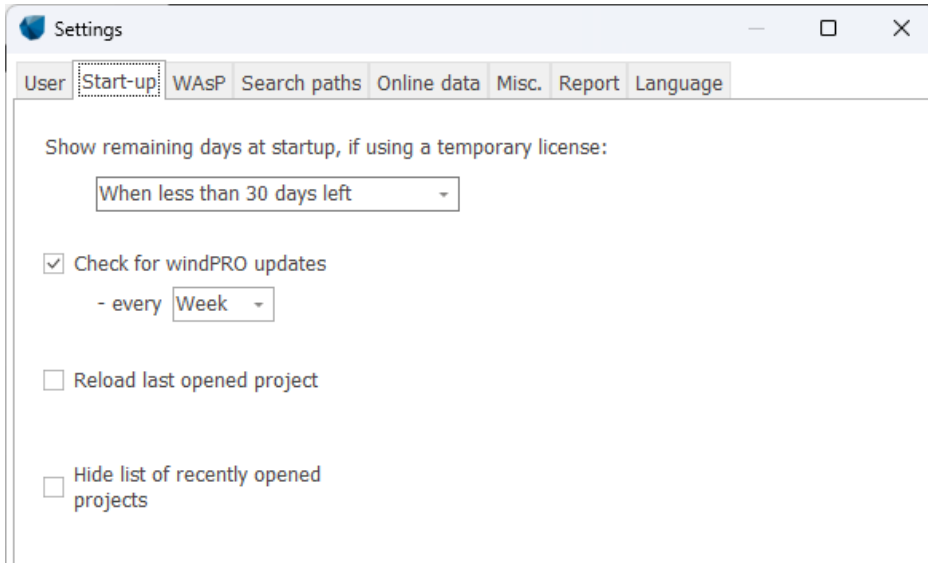 Settings
User Start-up WAsP Search paths Online data Misc. Report Language
Show remaining days at startup, if using a temporary license:
When less than 30 days left
Check for windPRO updates
- every Week
Reload last opened project
Hide list of recently opened
projects